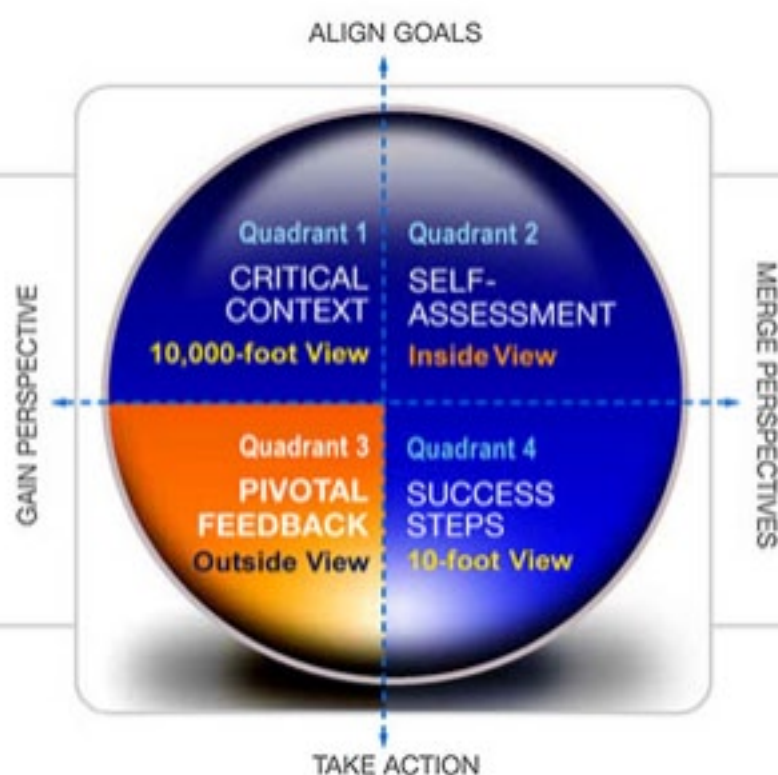 ALIGN GOALS
GAIN PERSPECTIVE
Quadrant 1
CRITICAL
CONTEXT
10,000-foot View
Quadrant 2
SELF-
ASSESSMENT
Inside View
MERGE PERSPECTIVES
Quadrant 3
PIVOTAL
FEEDBACK
Outside View
Quadrant 4
SUCCESS
STEPS
10-foot View
TAKE ACTION